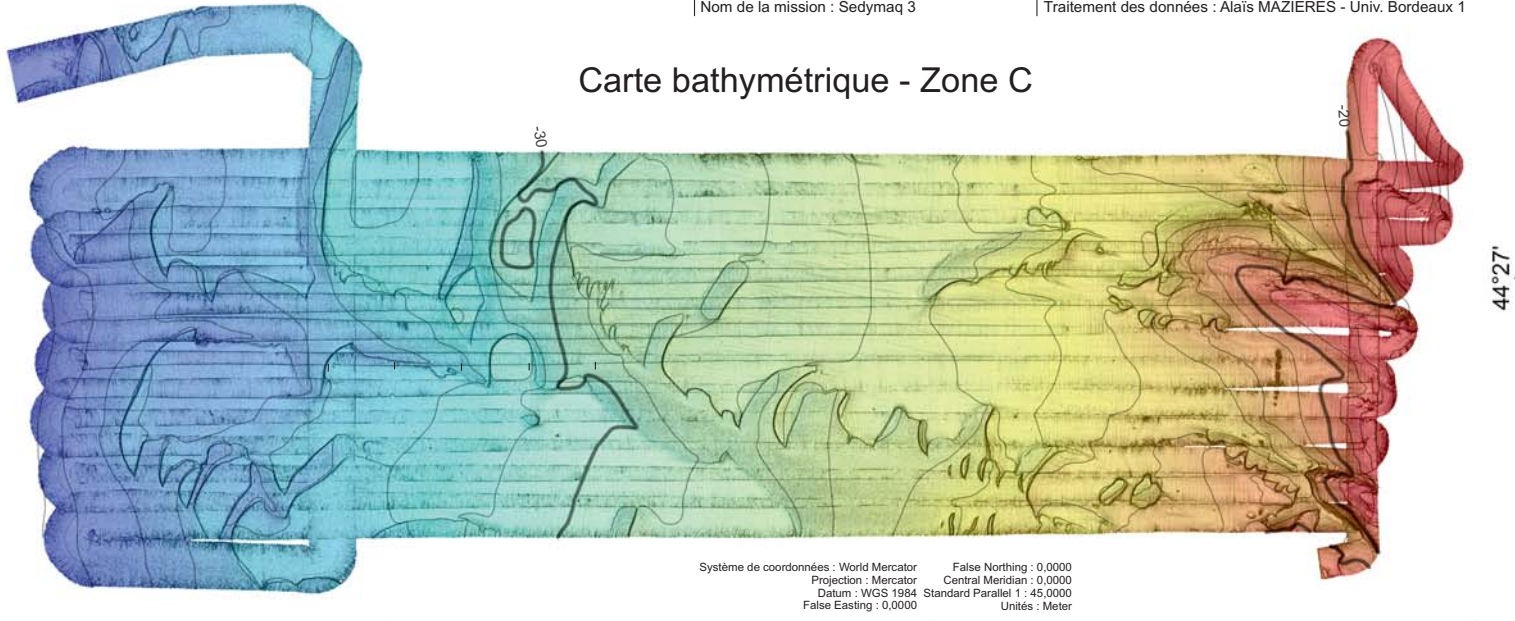 Nom de la mission : Sedymaq 3
Traitement des données : Alaïs MAZIERES - Univ. Bordeaux 1
Carte bathymétrique - Zone C
-30
-20
44°27'
Système de coordonnées : World Mercator
Projection : Mercator
Datum : WGS 1984
False Easting : 0,0000
False Northing : 0,0000
Central Meridian : 0,0000
Standard Parallel 1 : 45,0000
Unités : Meter